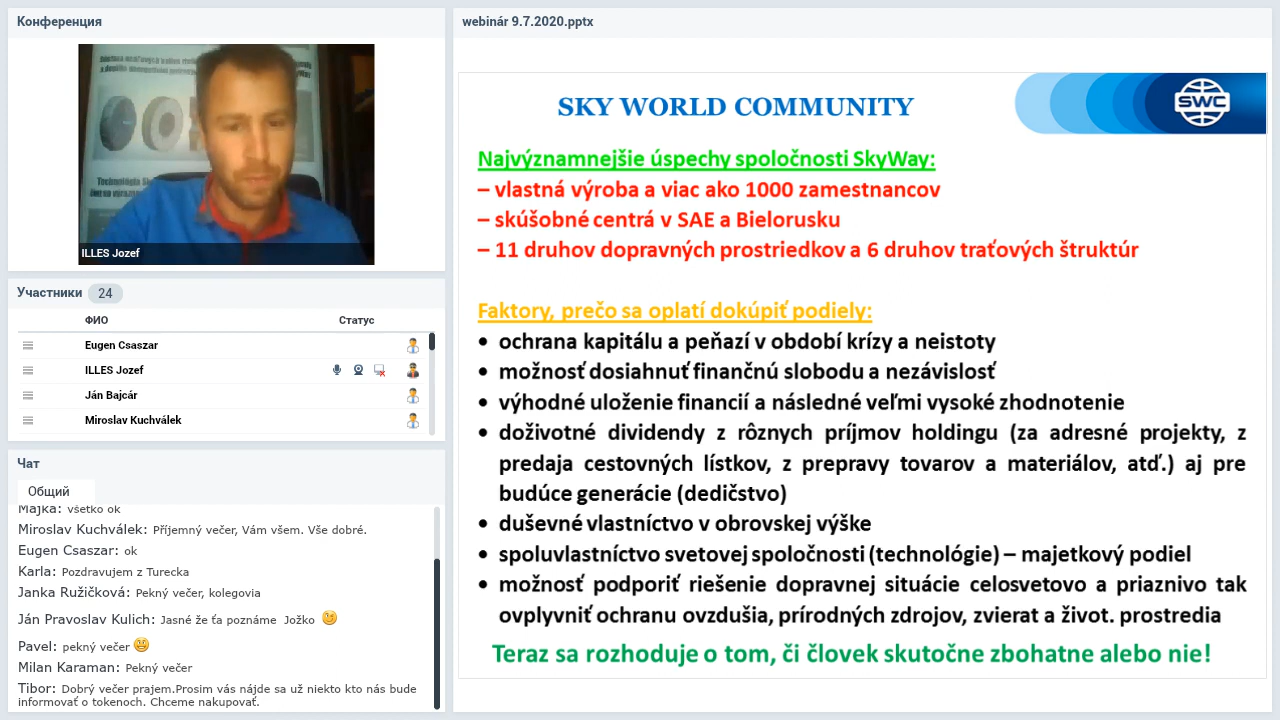 Конференция
ILLES Jozef
Участники 24
ФИО Статус
Eugen Csaszar
ILLES Jozef
Ján Bajcár
Miroslav Kuchválek
Чат
Общий
Majka: všetko ok
Miroslav Kuchválek: Příjemný večer, Vám všem. Vše dobré.
Eugen Csaszar: ok
Karla: Pozdravujem z Turecka
Janka Ružičková: Pekný večer, kolegovia
Ján Pravoslav Kulich: Jasné že ťa poznáme Jožko
Pavel: pekný večer
Milan Karaman: Pekný večer
Tibor: Dobrý večer prajem.Prosim vás nájde sa už niekto kto nás bude
informovať o tokenoch. Chceme nakupovať.
webinár 9.7.2020.pptx
SKY WORLD COMMUNITY
SWC
Najvýznamnejšie úspechy spoločnosti SkyWay:
– vlastná výroba a viac ako 1000 zamestnancov
– skúšobné centrá v SAE a Bielorusku
– 11 druhov dopravných prostriedkov a 6 druhov traťových štruktúr
Faktory, prečo sa oplatí dokúpiť podiely:
• ochrana kapitálu a peňazí v období krízy a neistoty
• možnosť dosiahnuť finančnú slobodu a nezávislosť
• výhodné uloženie financií a následné veľmi vysoké zhodnotenie
• doživotné dividendy z rôznych príjmov holdingu (za adresné projekty, z
predaja cestovných lístkov, z prepravy tovarov a materiálov, atď.) aj pre
budúce generácie (dedičstvo)
• duševné vlastníctvo v obrovskej výške
• spoluvlastníctvo svetovej spoločnosti (technológie) – majetkový podiel
• možnosť podporiť riešenie dopravnej situácie celosvetovo a priaznivo tak
ovplyvniť ochranu ovzdušia, prírodných zdrojov, zvierat a život. prostredia
Teraz sa rozhoduje o tom, či človek skutočne zbohatne alebo nie!